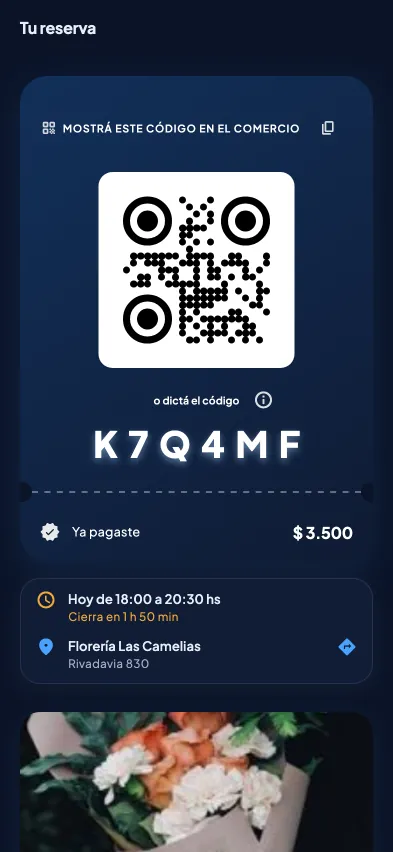 Tu reserva
MOSTRÁ ESTE CÓDIGO EN EL COMERCIO
o dictá el código
K7Q4MF
Ya pagaste
$ 3.500
Hoy de 18:00 a 20:30 hs
Cierra en 1 h 50 min
Florería Las Camelias
Rivadavia 830